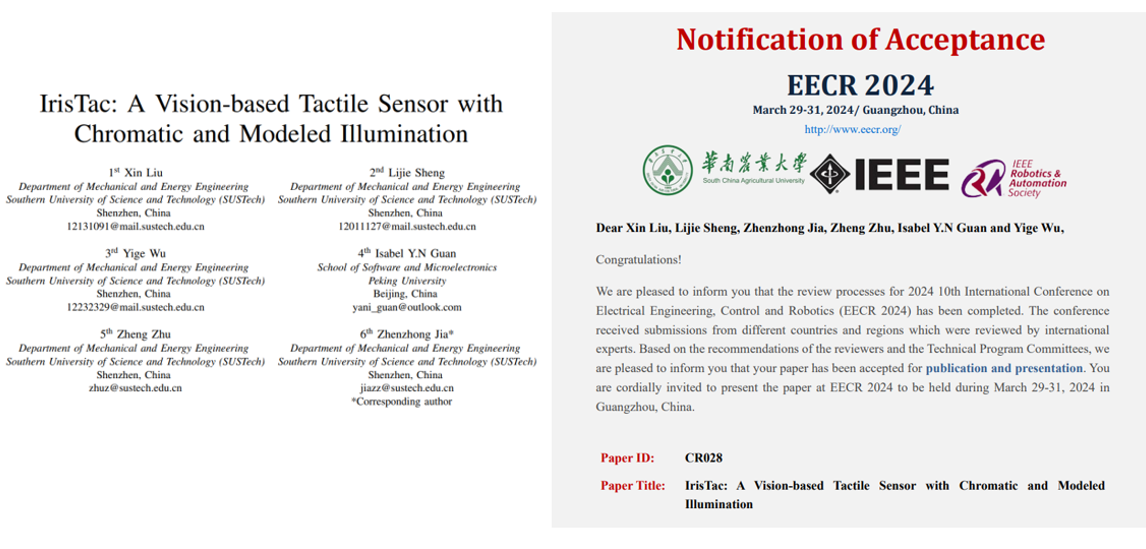 IrisTac: A Vision-based Tactile Sensor with
Chromatic and Modeled Illumination
1st Xin Liu
Department of Mechanical and Energy Engineering
Southern University of Science and Technology (SUSTech)
Shenzhen, China
12131091@mail.sustech.edu.cn
2nd Lijie Sheng
Department of Mechanical and Energy Engineering
Southern University of Science and Technology (SUSTech)
Shenzhen, China
12011127@mail.sustech.edu.cn
3rd Yige Wu
Department of Mechanical and Energy Engineering
Southern University of Science and Technology (SUSTech)
Shenzhen, China
12232329@mail.sustech.edu.cn
4th Isabel Y.N Guan
School of Software and Microelectronics
Peking University
Beijing, China
yani_guan@outlook.com
5th Zheng Zhu
Department of Mechanical and Energy Engineering
Southern University of Science and Technology (SUSTech)
Shenzhen, China
zhuz@sustech.edu.cn
6th Zhenzhong Jia*
Department of Mechanical and Energy Engineering
Southern University of Science and Technology (SUSTech)
Shenzhen, China
jiazz@sustech.edu.cn
*Corresponding author
Notification of Acceptance
EECR 2024
March 29-31, 2024/ Guangzhou, China
http://www.eecr.org/
華南農業大學
South China Agricultural University
IEEE
IEEE
Robotics &
Automation
Society
Dear Xin Liu, Lijie Sheng, Zhenzhong Jia, Zheng Zhu, Isabel Y.N Guan and Yige Wu,
Congratulations!
We are pleased to inform you that the review processes for 2024 10th International Conference on
Electrical Engineering, Control and Robotics (EECR 2024) has been completed. The conference
received submissions from different countries and regions which were reviewed by international
experts. Based on the recommendations of the reviewers and the Technical Program Committees, we
are pleased to inform you that your paper has been accepted for publication and presentation. You
are cordially invited to present the paper at EECR 2024 to be held during March 29-31, 2024 in
Guangzhou, China.
Paper ID: CR028
Paper Title: IrisTac: A Vision-based Tactile Sensor with Chromatic and Modeled
Illumination